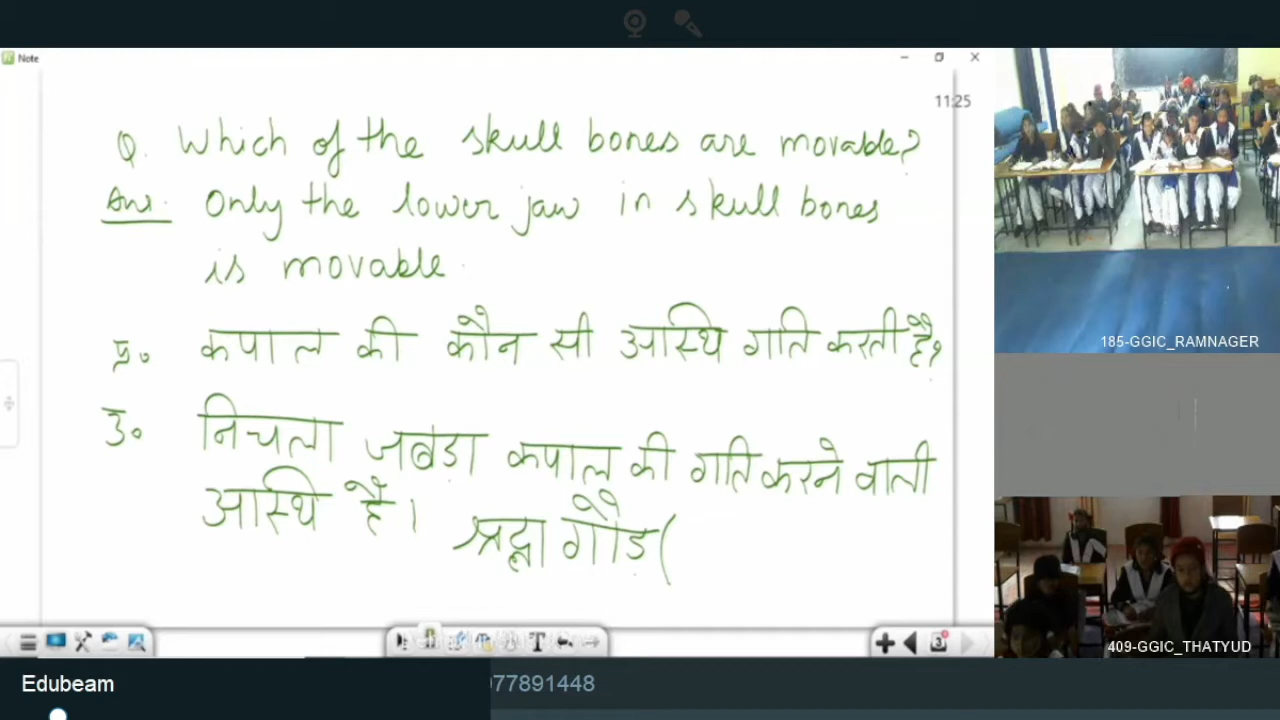 Note
11:25
Q. Which of the skull bones are movable?
Ans. Only the lower jaw in skull bones
is movable.
प्र० कपाल की कौन सी अस्थि गति करती है?
उ० निचला जबड़ा कपाल की गति करने वाली
अस्थि है। श्रद्धा गौड़ (
185-GGIC_RAMNAGER
409-GGIC_THATYUD
T
3
Edubeam
977891448